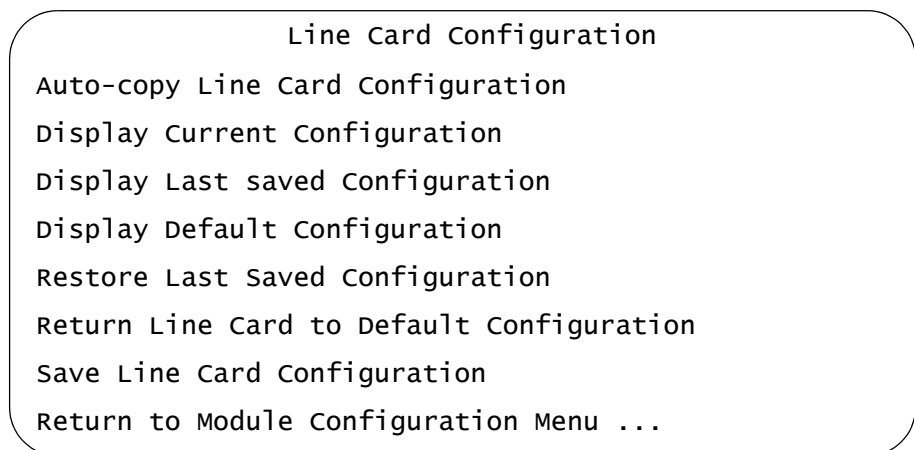 Line Card Configuration
Auto-copy Line Card Configuration
Display Current Configuration
Display Last saved Configuration
Display Default Configuration
Restore Last Saved Configuration
Return Line Card to Default Configuration
Save Line Card Configuration
Return to Module Configuration Menu ...